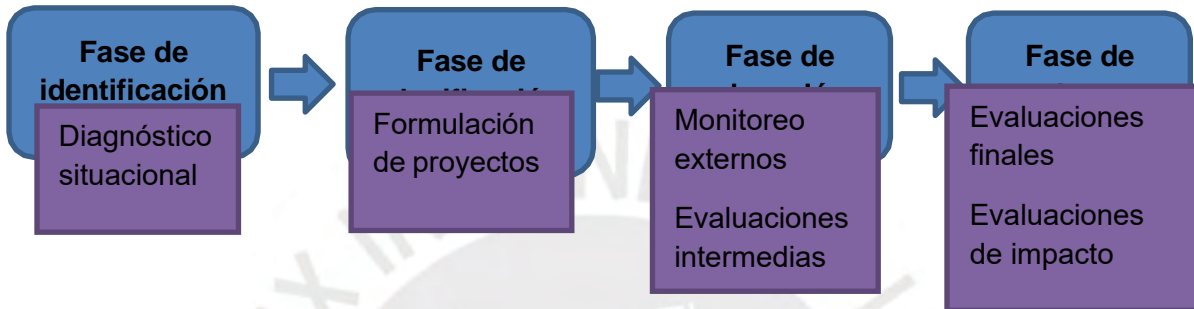 Fase de
identificación
Diagnóstico
situacional
Fase de
Formulación
de proyectos
Fase de
Monitoreo
externos
Evaluaciones
intermedias
Fase de
Evaluaciones
finales
Evaluaciones
de impacto